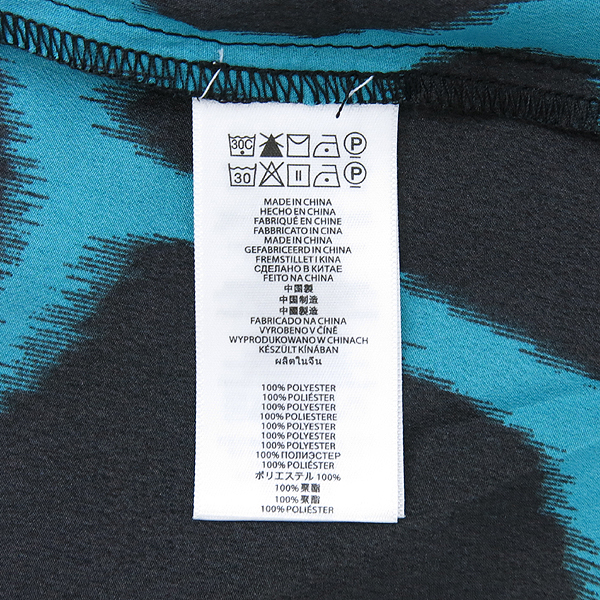 30C P
30 P
MADE IN CHINA
HECHO EN CHINA
FABRIQUÉ EN CHINE
FABBRICATO IN CINA
MADE IN CHINA
GEFABRICEERD IN CHINA
FREMSTILLET I KINA
СДЕЛАНО В КИТАЕ
FEITO NA CHINA
中国製
中国制造
中國製造
FABRICADO NA CHINA
VYROBENO V ČÍNĚ
WYPRODUKOWANO W CHINACH
KÉSZÜLT KÍNÁBAN
ผลิตในจีน
100% POLYESTER
100% POLIÉSTER
100% POLYESTER
100% POLIESTERE
100% POLYESTER
100% POLYESTER
100% POLYESTER
100% ПОЛИЭСТЕР
100% POLIÉSTER
ポリエステル 100%
100% 聚酯
100% 聚酯
100% POLIÉSTER